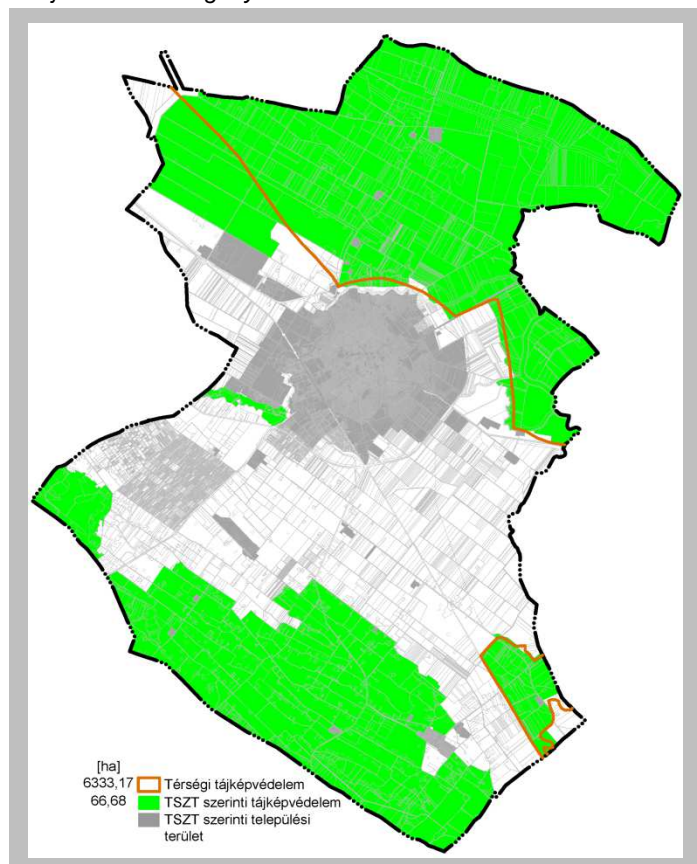 [ha]
6333,17 Térségi tájképvédelem
66,68 TSZT szerinti tájképvédelem
TSZT szerinti települési
terület